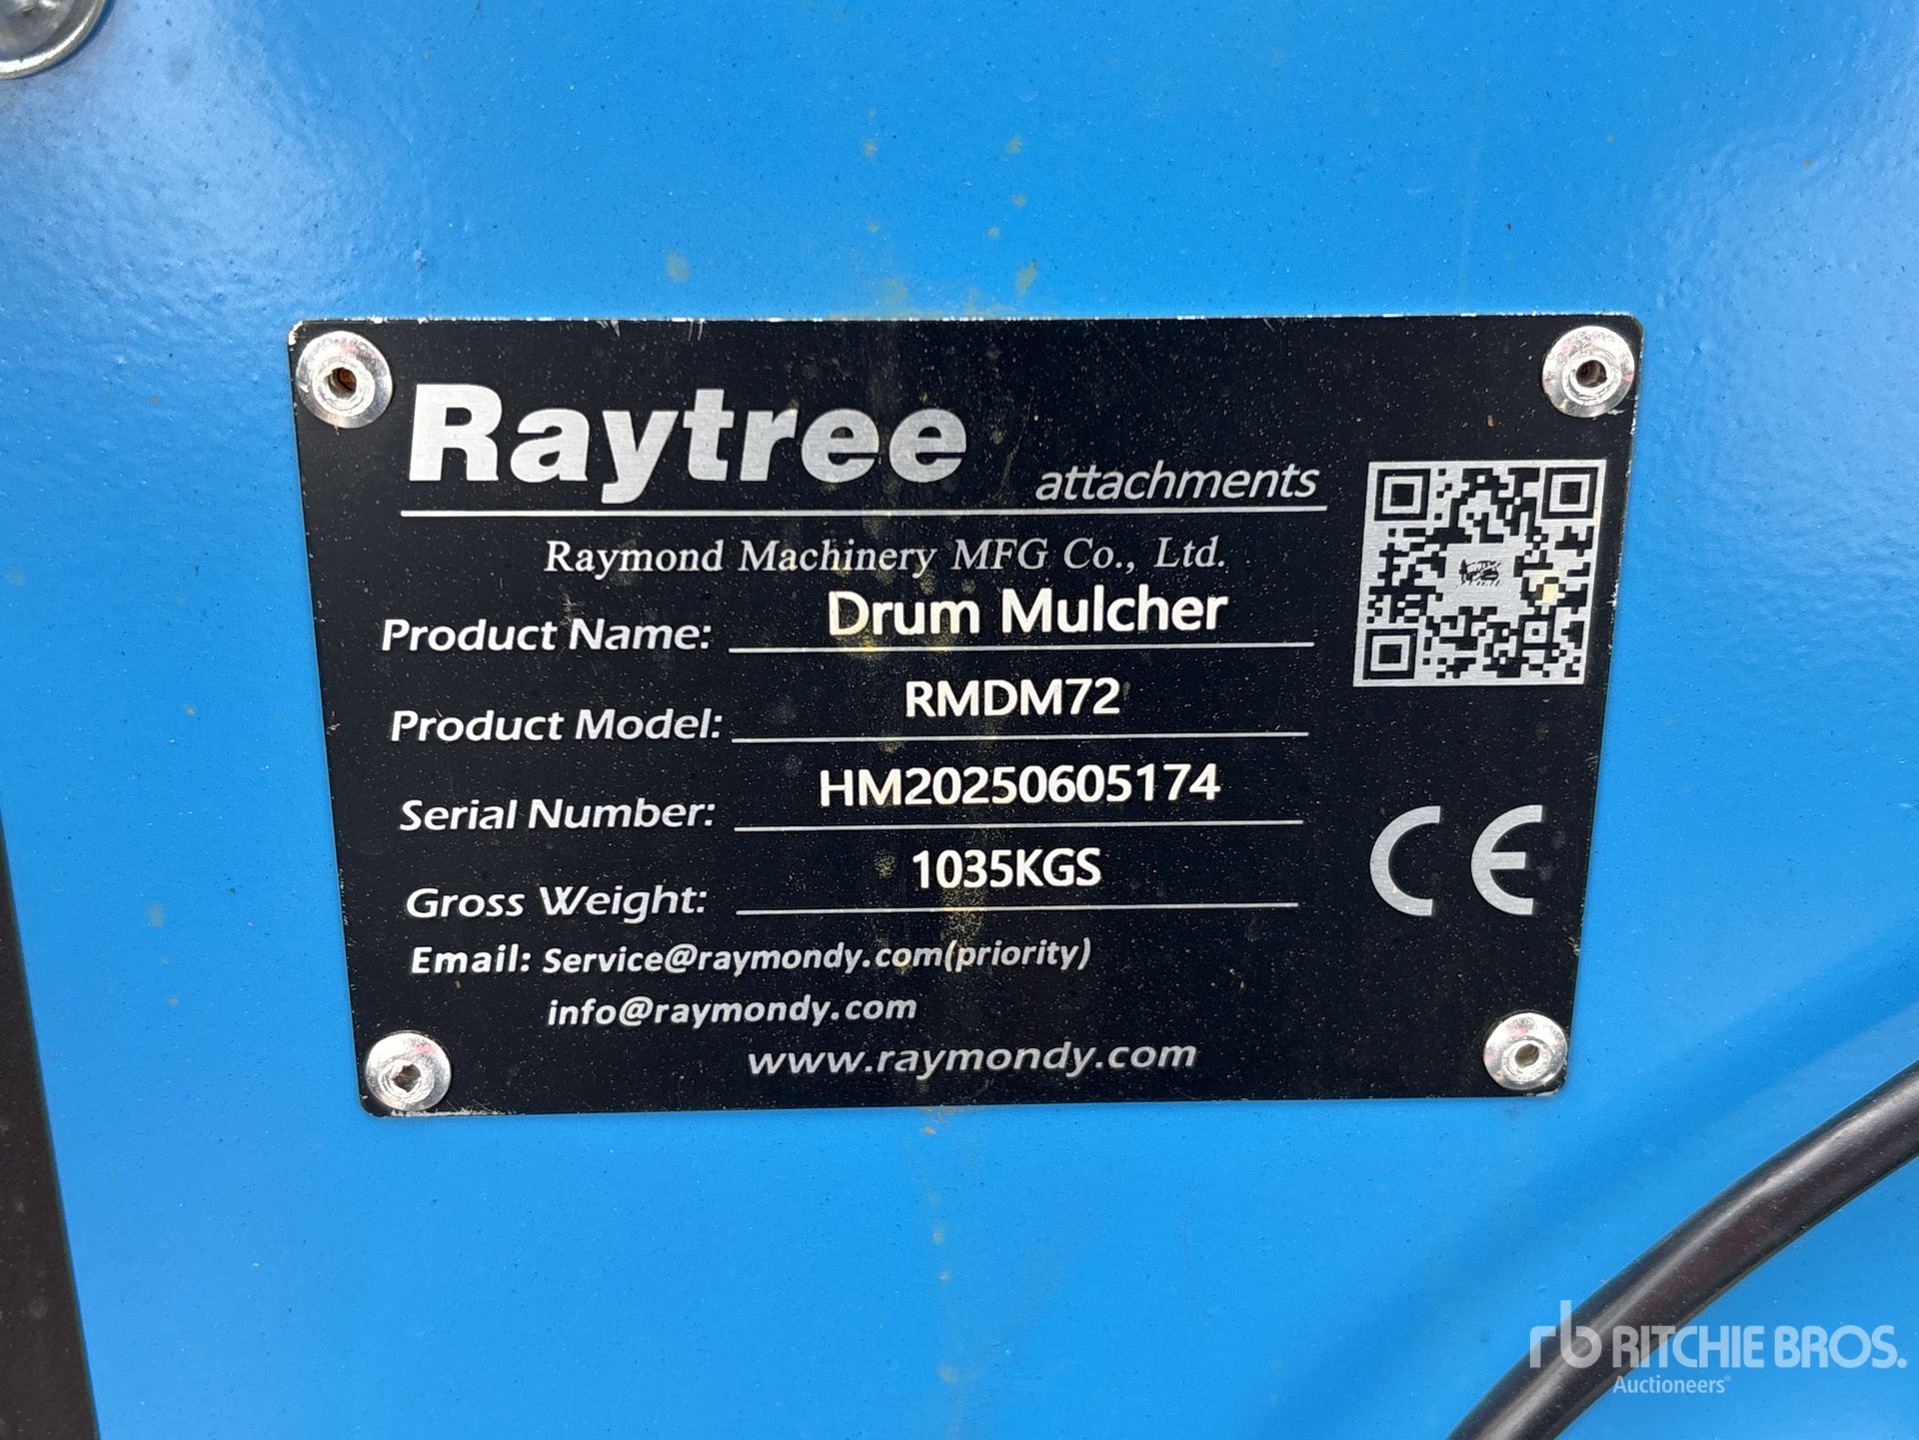 Raytree attachments
Raymond Machinery MFG Co., Ltd.
Product Name: Drum Mulcher
Product Model: RMDM72
Serial Number: HM20250605174
Gross Weight: 1035KGS
Email: Service@raymondy.com(priority)
info@raymondy.com
www.raymondy.com
CE
rb RITCHIE BROS.
Auctioneers®